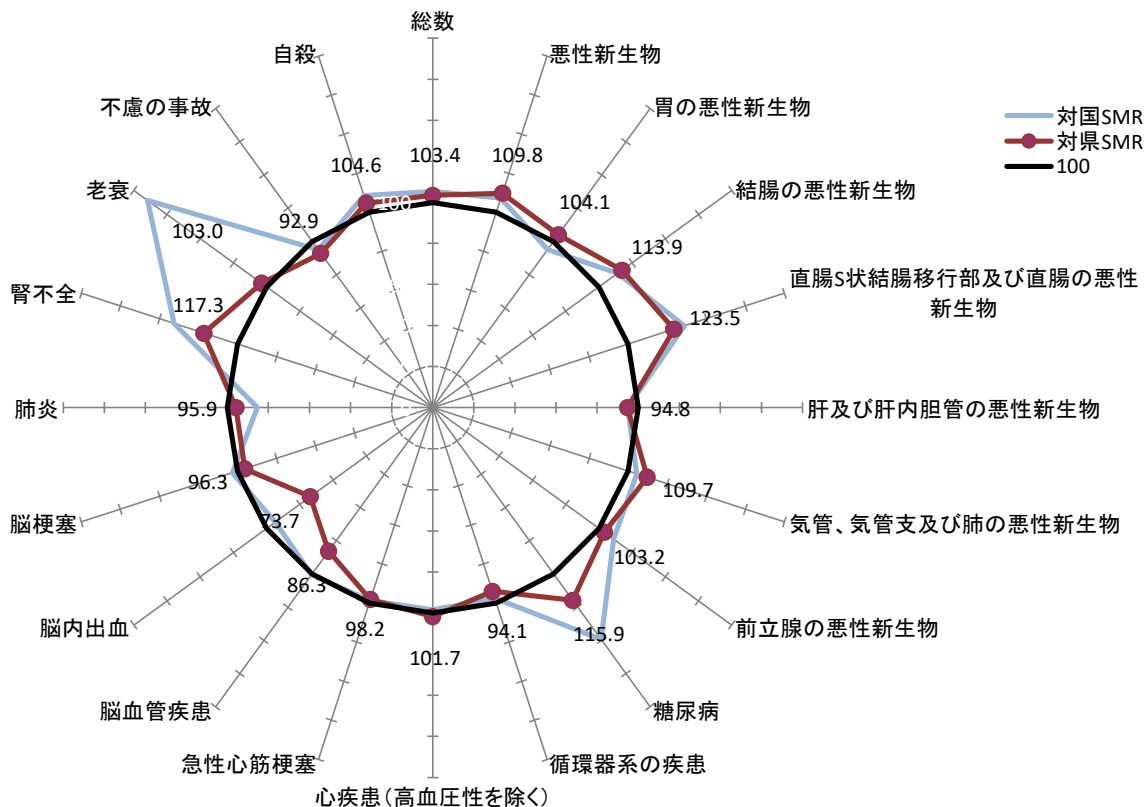 総数
悪性新生物
胃の悪性新生物
結腸の悪性新生物
直腸S状結腸移行部及び直腸の悪性
新生物
肝及び肝内胆管の悪性新生物
気管、気管支及び肺の悪性新生物
前立腺の悪性新生物
糖尿病
循環器系の疾患
心疾患(高血圧性を除く)
急性心筋梗塞
脳血管疾患
脳内出血
脳梗塞
肺炎
腎不全
老衰
不慮の事故
自殺
103.4
109.8
104.1
113.9
123.5
94.8
109.7
103.2
115.9
94.1
101.7
98.2
86.3
73.7
96.3
95.9
117.3
103.0
92.9
104.6
100
対国SMR
対県SMR
100